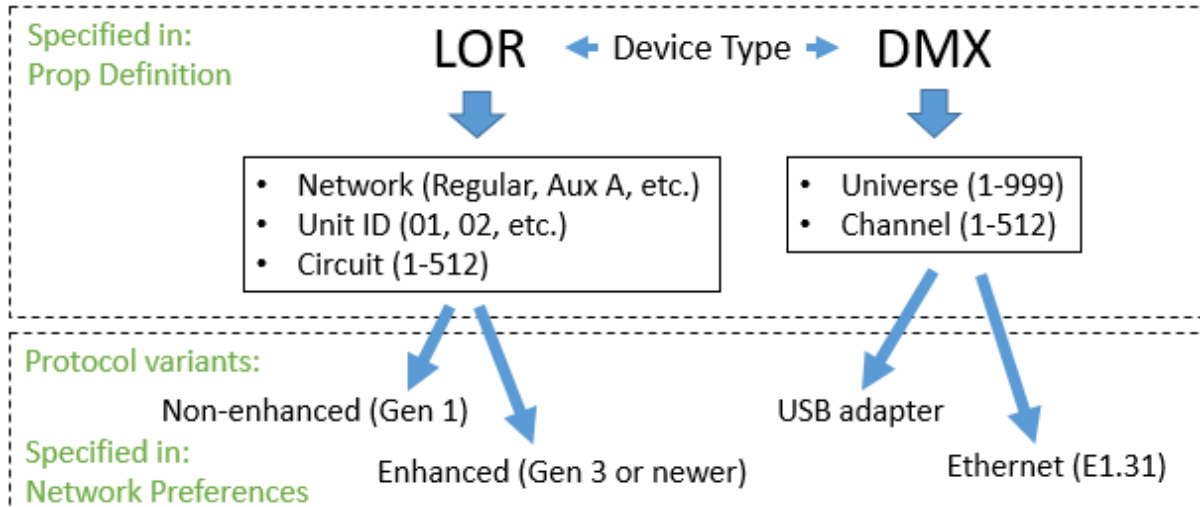 Specified in:
Prop Definition
LOR
Device Type
DMX
• Network (Regular, Aux A, etc.)
• Unit ID (01, 02, etc.)
• Circuit (1-512)
• Universe (1-999)
• Channel (1-512)
Protocol variants:
Non-enhanced (Gen 1)
USB adapter
Specified in:
Network Preferences
Enhanced (Gen 3 or newer)
Ethernet (E1.31)